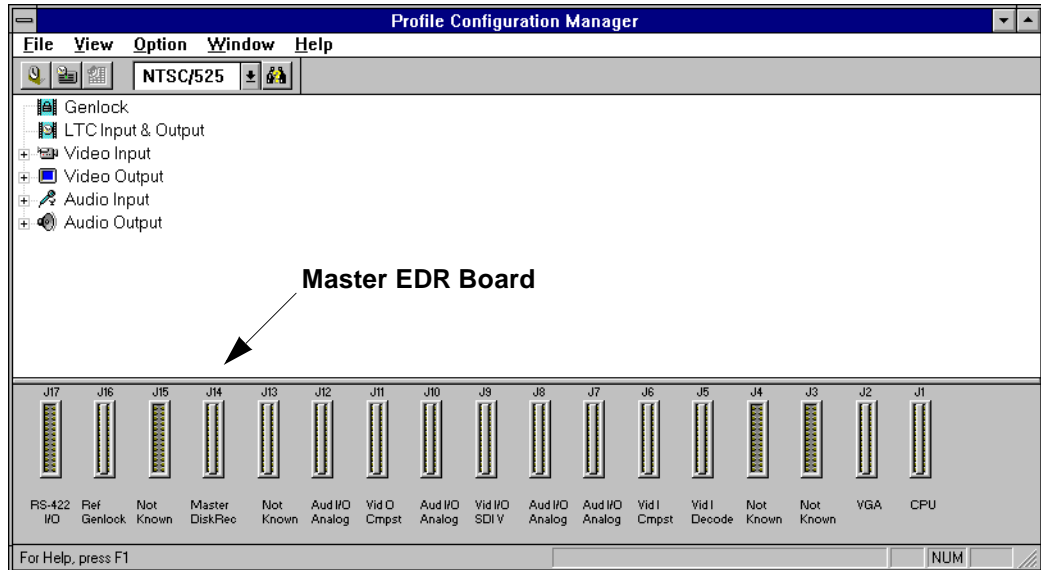 Profile Configuration Manager
File View Option Window Help
NTSC/525
Genlock
LTC Input & Output
Video Input
Video Output
Audio Input
Audio Output
Master EDR Board
J17 J16 J15 J14 J13 J12 J11 J10 J9 J8 J7 J6 J5 J4 J3 J2 J1
RS-422 Ref Not Master Not Aud I/O Vid O Aud I/O Vid I/O Aud I/O Aud I/O Vid I Vid I Not Not VGA CPU
I/O Genlock Known DiskRec Known Analog Cmpst Analog SDI V Analog Analog Cmpst Decode Known Known
For Help, press F1 NUM